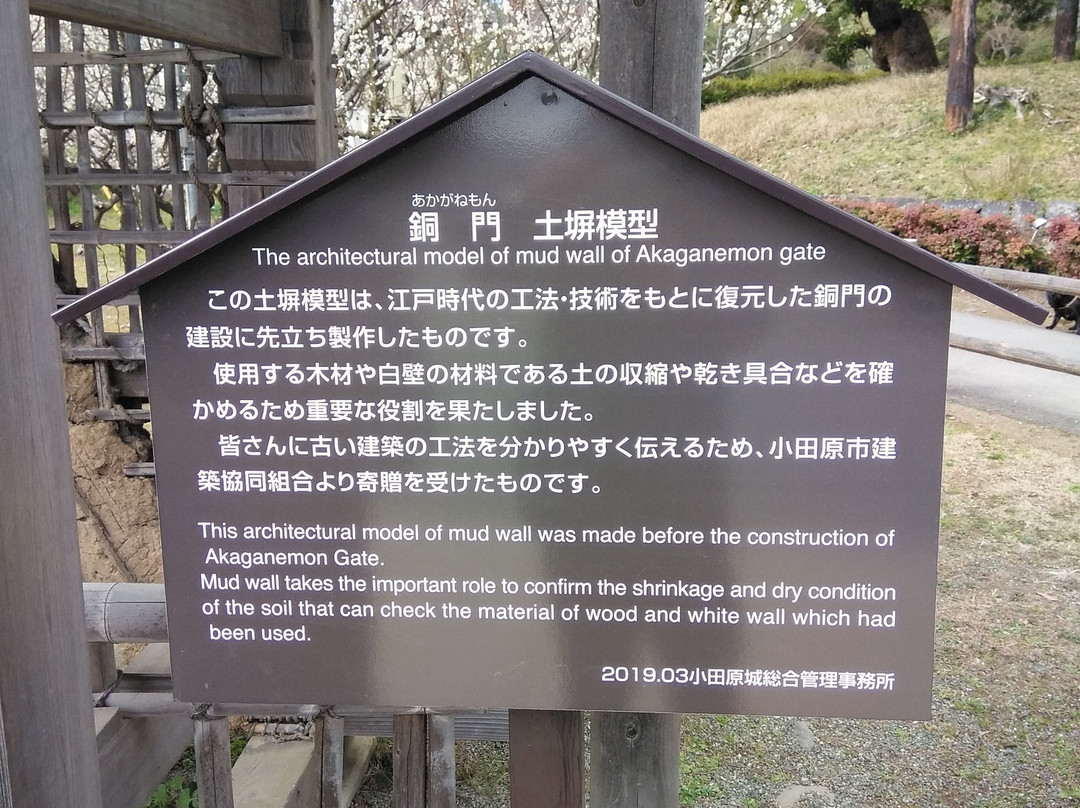 あかがねもん
銅　門　土塀模型
The architectural model of mud wall of Akaganemon gate
この土塀模型は、江戸時代の工法・技術をもとに復元した銅門の
建設に先立ち製作したものです。
使用する木材や白壁の材料である土の収縮や乾き具合などを確
かめるため重要な役割を果たしました。
皆さんに古い建築の工法を分かりやすく伝えるため、小田原市建
築協同組合より寄贈を受けたものです。
This architectural model of mud wall was made before the construction of
Akaganemon Gate.
Mud wall takes the important role to confirm the shrinkage and dry condition
of the soil that can check the material of wood and white wall which had
been used.
2019.03小田原城総合管理事務所